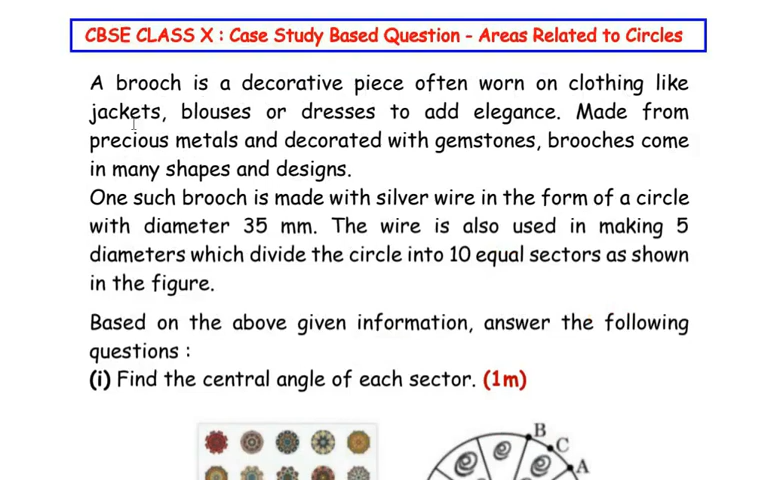 CBSE CLASS X : Case Study Based Question - Areas Related to Circles
A brooch is a decorative piece often worn on clothing like
jackets, blouses or dresses to add elegance. Made from
precious metals and decorated with gemstones, brooches come
in many shapes and designs.
One such brooch is made with silver wire in the form of a circle
with diameter 35 mm. The wire is also used in making 5
diameters which divide the circle into 10 equal sectors as shown
in the figure.
Based on the above given information, answer the following
questions :
(i) Find the central angle of each sector. (1m)
B
C
A